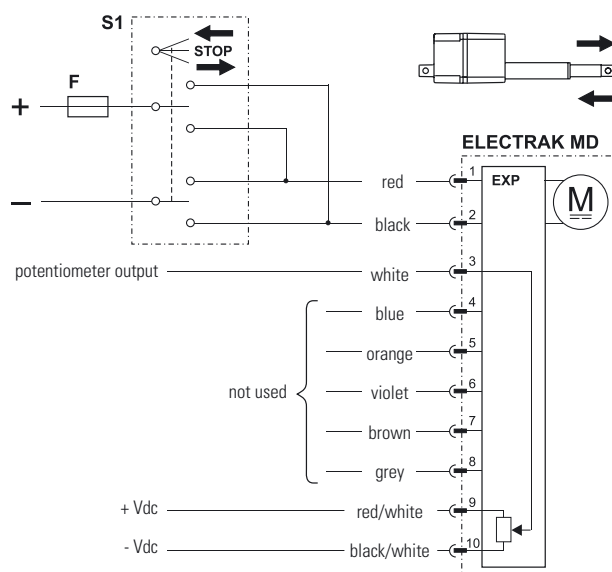 S1
STOP
F
+
−
ELECTRAK MD
EXP
M
red 1
black 2
potentiometer output white 3
blue 4
orange 5
not used violet 6
brown 7
grey 8
+ Vdc red/white 9
- Vdc black/white 10